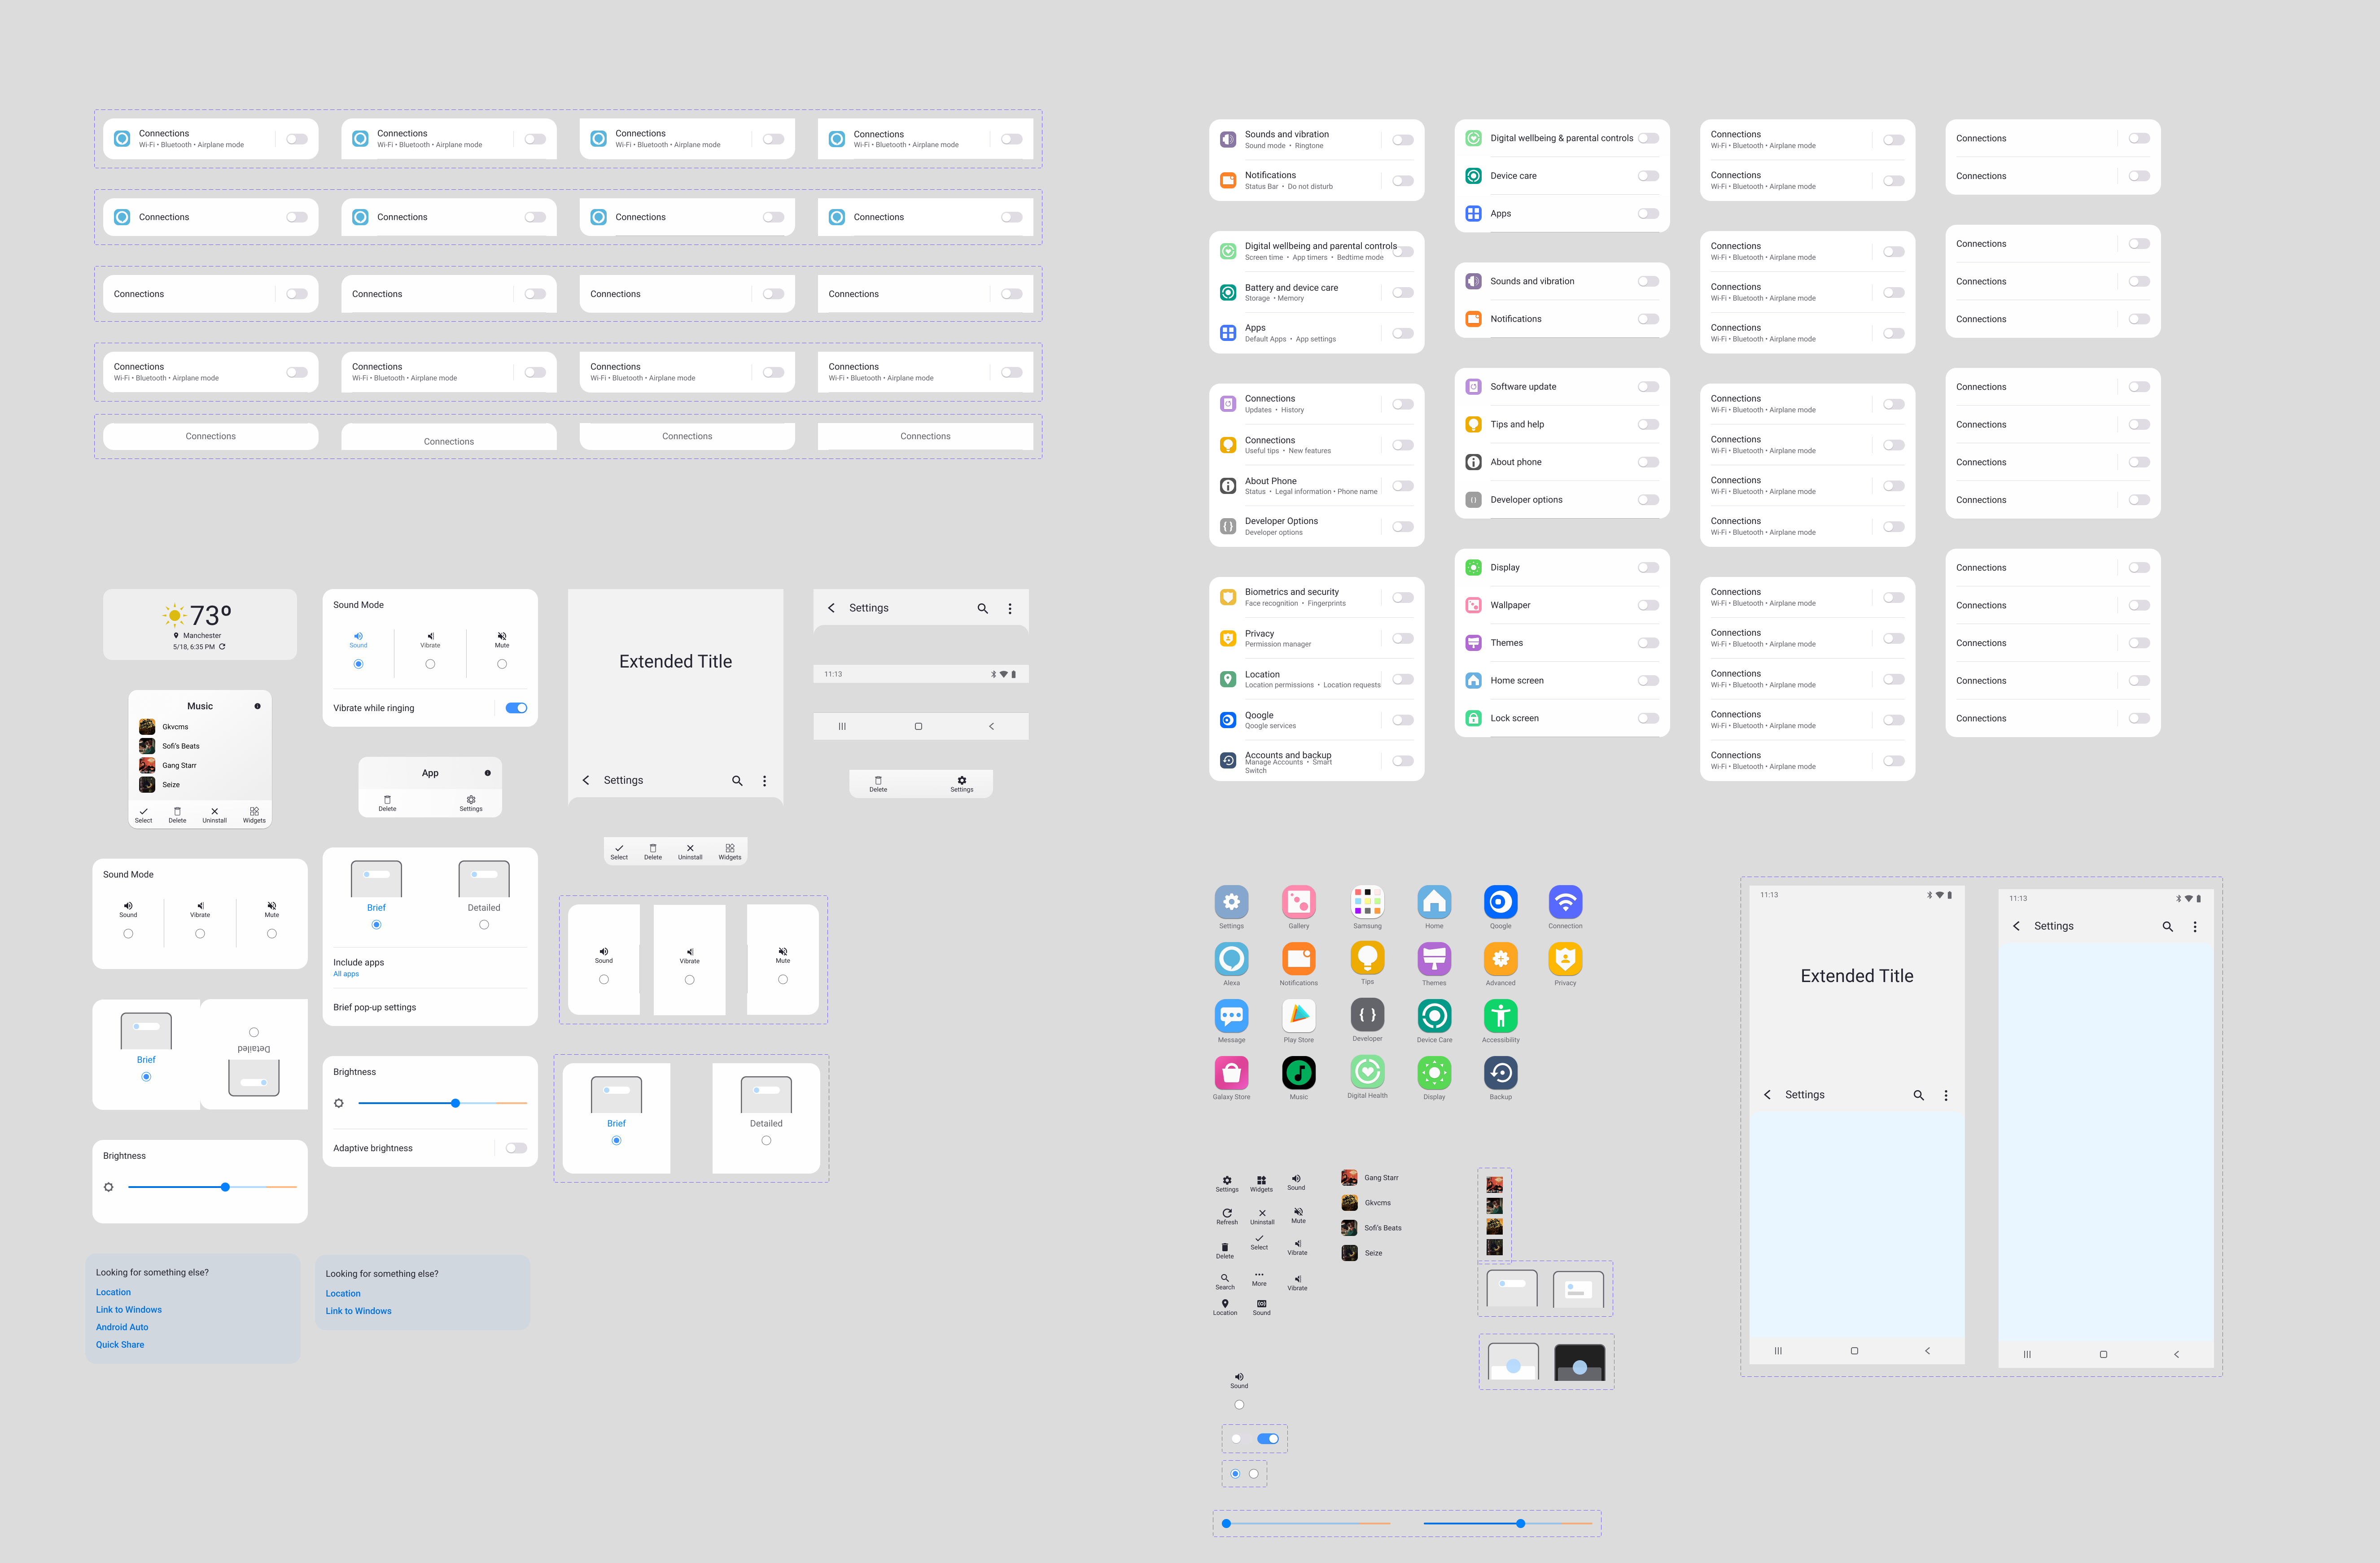 Connections
Wi-Fi • Bluetooth • Airplane mode
Connections
Wi-Fi • Bluetooth • Airplane mode
Connections
Wi-Fi • Bluetooth • Airplane mode
Connections
Wi-Fi • Bluetooth • Airplane mode
Connections
Connections
Connections
Connections
Connections
Connections
Connections
Connections
Connections
Wi-Fi • Bluetooth • Airplane mode
Connections
Wi-Fi • Bluetooth • Airplane mode
Connections
Wi-Fi • Bluetooth • Airplane mode
Connections
Wi-Fi • Bluetooth • Airplane mode
Connections
Connections
Connections
Connections
73º
Manchester
5/18, 6:35 PM
Music
Gkvcms
Sofi's Beats
Gang Starr
Seize
Select
Delete
Uninstall
Widgets
Sound Mode
Sound
Vibrate
Mute
Brief
Detailed
Brightness
Looking for something else?
Location
Link to Windows
Android Auto
Quick Share
Sound Mode
Sound
Vibrate
Mute
Vibrate while ringing
App
Delete
Settings
Brief
Detailed
Include apps
All apps
Brief pop-up settings
Brightness
Adaptive brightness
Looking for something else?
Location
Link to Windows
Extended Title
Settings
Select
Delete
Uninstall
Widgets
Sound
Vibrate
Mute
Brief
Detailed
Settings
11:13
Delete
Settings
Sounds and vibration
Sound mode • Ringtone
Notifications
Status Bar • Do not disturb
Digital wellbeing and parental controls
Screen time • App timers • Bedtime mode
Battery and device care
Storage • Memory
Apps
Default Apps • App settings
Connections
Updates • History
Connections
Useful tips • New features
About Phone
Status • Legal information • Phone name
Developer Options
Developer options
Biometrics and security
Face recognition • Fingerprints
Privacy
Permission manager
Location
Location permissions • Location requests
Qoogle
Qoogle services
Accounts and backup
Manage Accounts • Smart
Switch
Digital wellbeing & parental controls
Device care
Apps
Sounds and vibration
Notifications
Software update
Tips and help
About phone
Developer options
Display
Wallpaper
Themes
Home screen
Lock screen
Connections
Wi-Fi • Bluetooth • Airplane mode
Connections
Wi-Fi • Bluetooth • Airplane mode
Connections
Wi-Fi • Bluetooth • Airplane mode
Connections
Wi-Fi • Bluetooth • Airplane mode
Connections
Wi-Fi • Bluetooth • Airplane mode
Connections
Wi-Fi • Bluetooth • Airplane mode
Connections
Wi-Fi • Bluetooth • Airplane mode
Connections
Wi-Fi • Bluetooth • Airplane mode
Connections
Wi-Fi • Bluetooth • Airplane mode
Connections
Wi-Fi • Bluetooth • Airplane mode
Connections
Wi-Fi • Bluetooth • Airplane mode
Connections
Wi-Fi • Bluetooth • Airplane mode
Connections
Wi-Fi • Bluetooth • Airplane mode
Connections
Wi-Fi • Bluetooth • Airplane mode
Connections
Connections
Connections
Connections
Connections
Connections
Connections
Connections
Connections
Connections
Connections
Connections
Connections
Connections
Settings
Gallery
Samsung
Home
Qoogle
Connection
Alexa
Notifications
Tips
Themes
Advanced
Privacy
Message
Play Store
Developer
Device Care
Accessibility
Galaxy Store
Music
Digital Health
Display
Backup
Settings
Widgets
Sound
Refresh
Uninstall
Mute
Delete
Select
Vibrate
Search
More
Vibrate
Location
Sound
Gang Starr
Gkvcms
Sofi's Beats
Seize
Sound
11:13
Extended Title
Settings
11:13
Settings